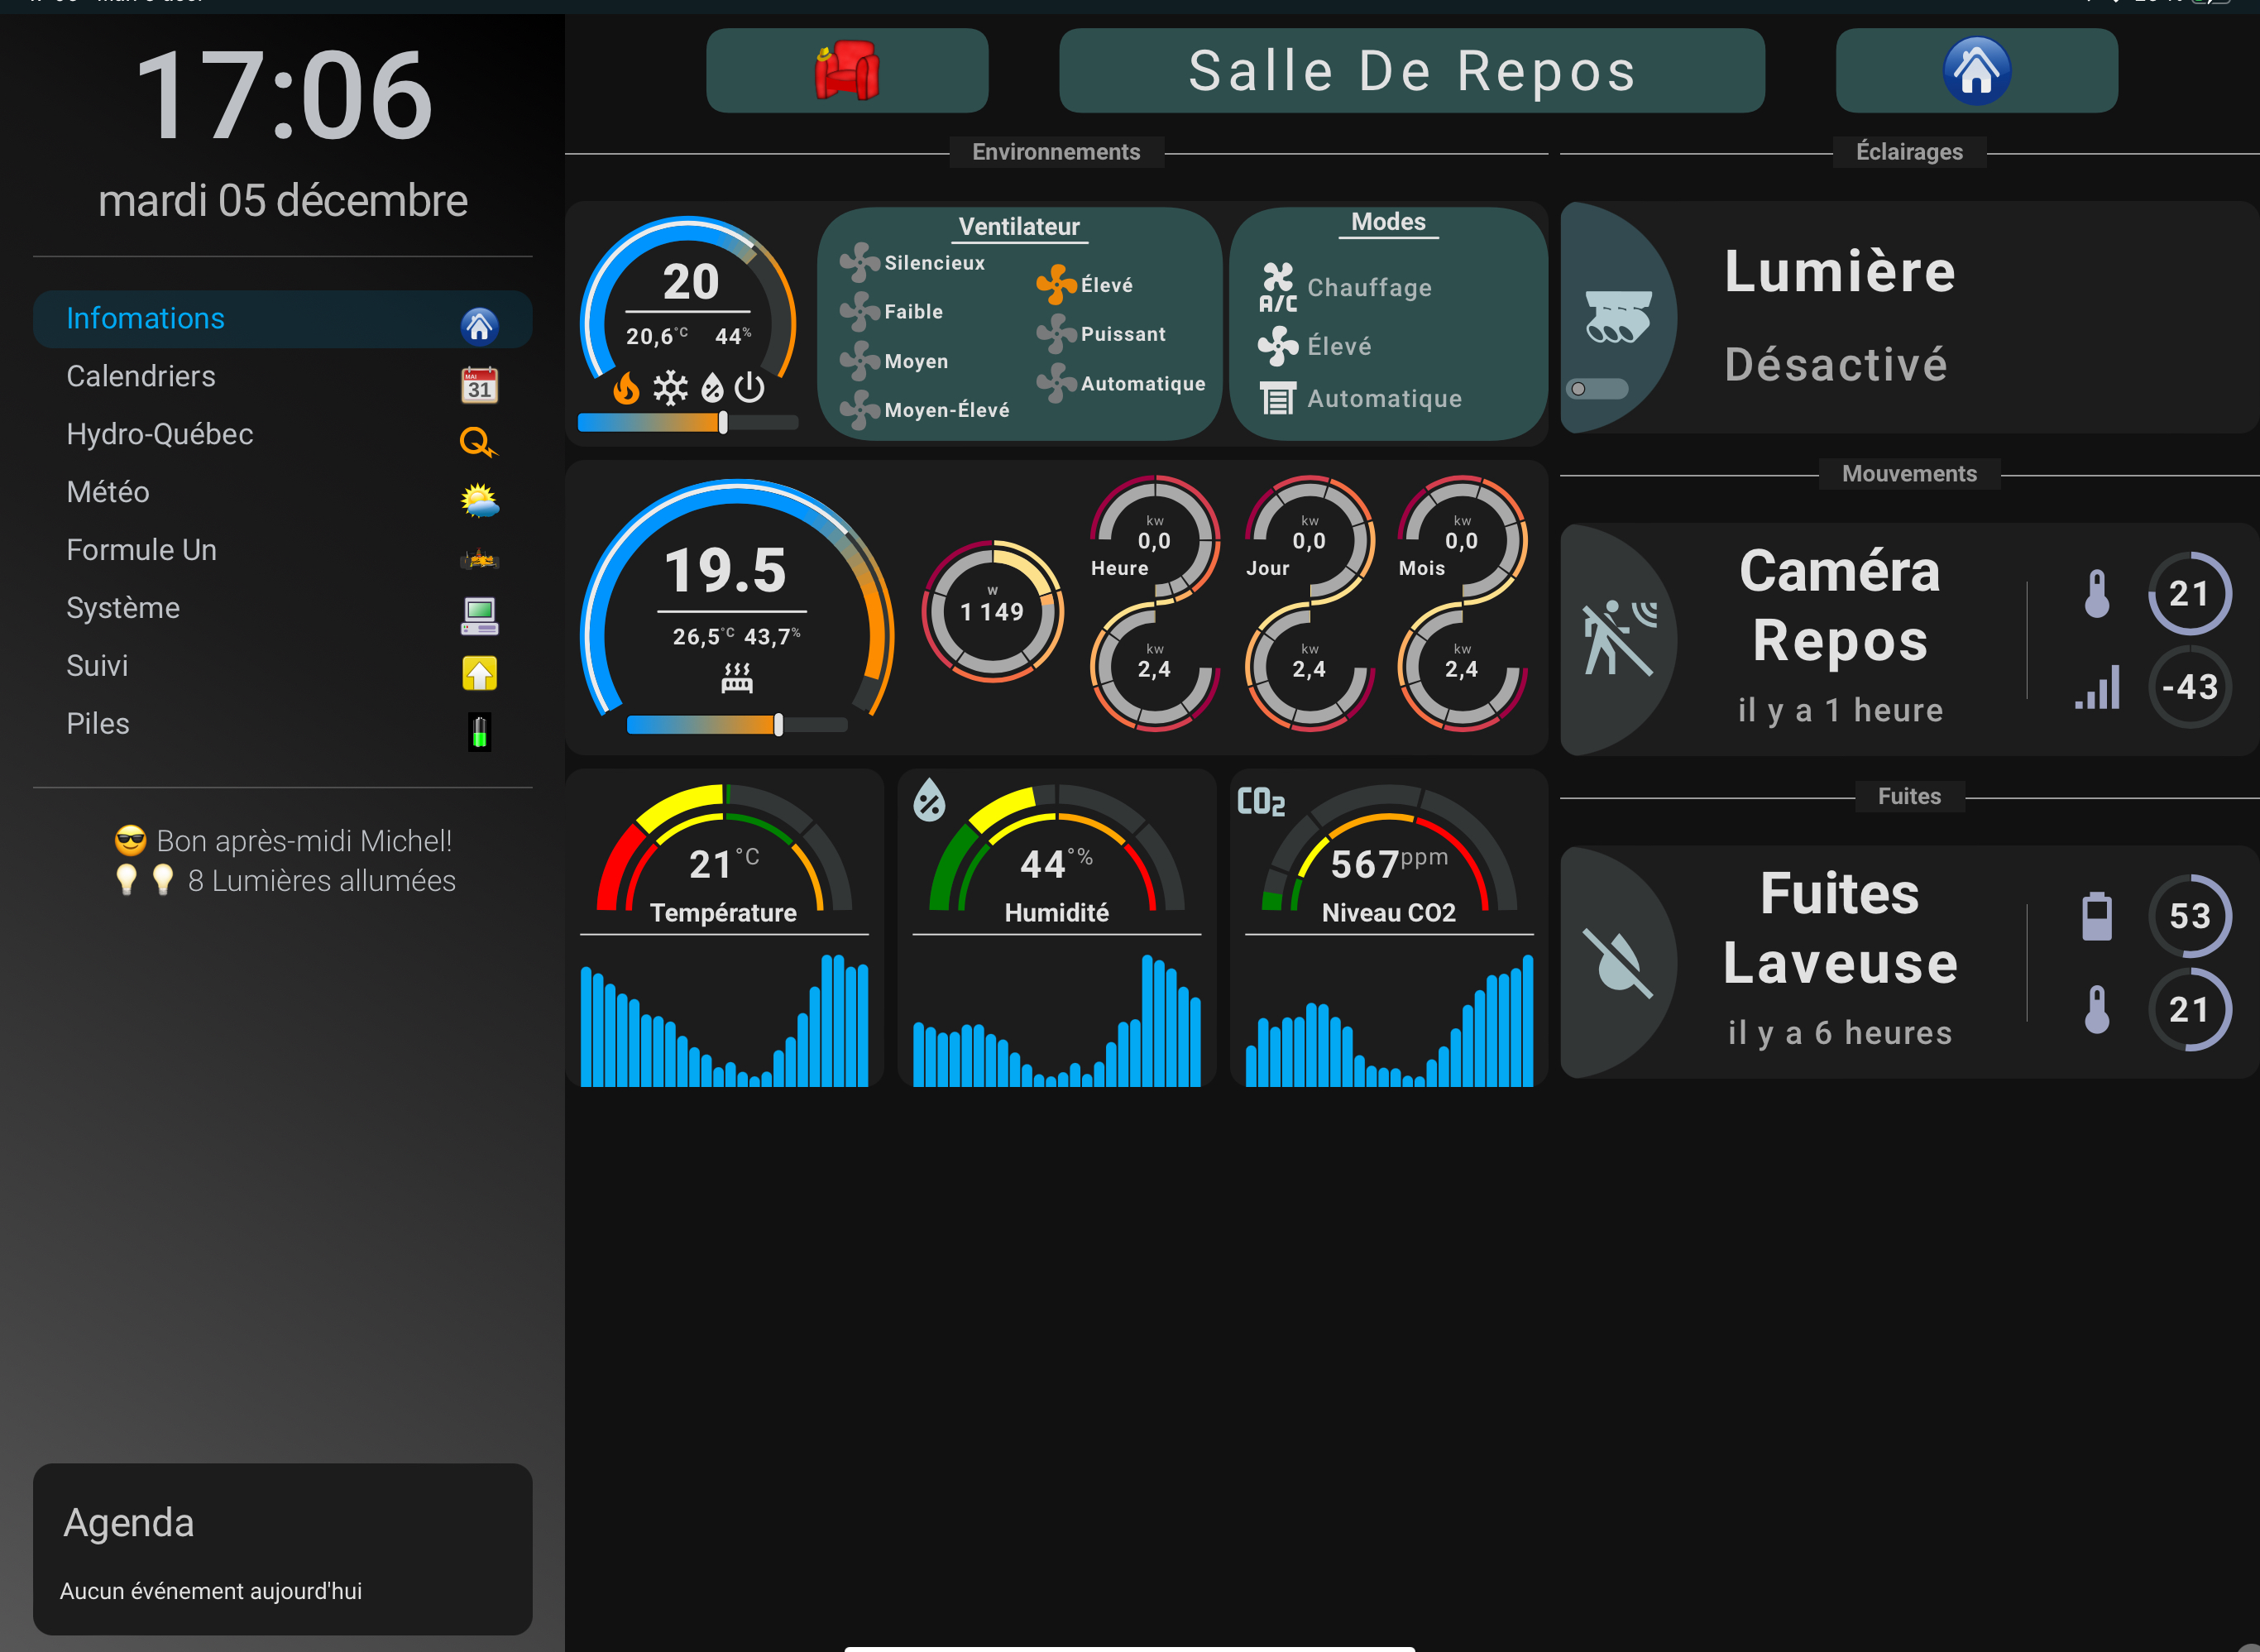 17:06
mardi 05 décembre
Infomations
Calendriers
MAI
31
Hydro-Québec
Météo
Formule Un
Système
Suivi
Piles
😎 Bon après-midi Michel!
💡 💡 8 Lumières allumées
Agenda
Aucun événement aujourd'hui
Salle De Repos
Environnements
20
20,6°C 44%
Ventilateur
Silencieux
Faible
Moyen
Moyen-Élevé
Élevé
Puissant
Automatique
Modes
A/C
Chauffage
Élevé
Automatique
19.5
26,5°C 43,7%
w
1 149
kw
0,0
Heure
kw
2,4
kw
0,0
Jour
kw
2,4
kw
0,0
Mois
kw
2,4
21°C
Température
44°%
Humidité
CO2
567ppm
Niveau CO2
Éclairages
Lumière
Désactivé
Mouvements
Caméra
Repos
il y a 1 heure
21
-43
Fuites
Fuites
Laveuse
il y a 6 heures
53
21